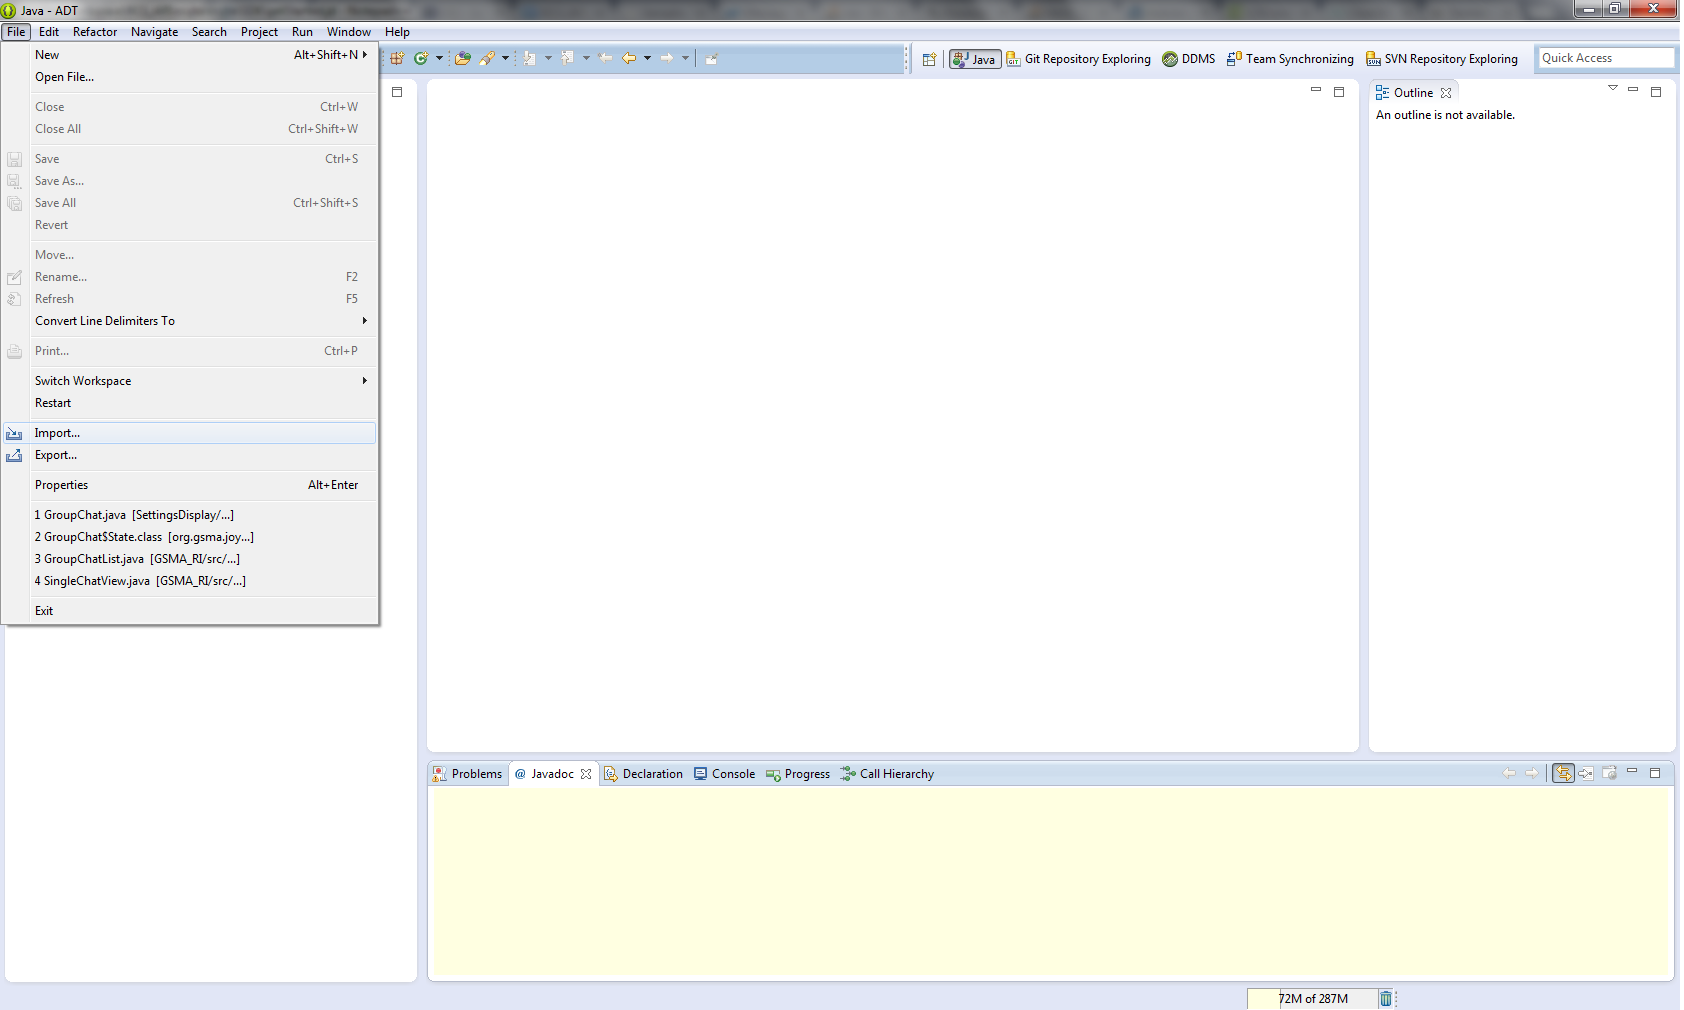 Java - ADT
File Edit Refactor Navigate Search Project Run Window Help
New Alt+Shift+N
Open File...
Close Ctrl+W
Close All Ctrl+Shift+W
Save Ctrl+S
Save As...
Save All Ctrl+Shift+S
Revert
Move...
Rename... F2
Refresh F5
Convert Line Delimiters To
Print... Ctrl+P
Switch Workspace
Restart
Import...
Export...
Properties Alt+Enter
1 GroupChat.java [SettingsDisplay/...]
2 GroupChat$State.class [org.gsma.joy...]
3 GroupChatList.java [GSMA_RI/src/...]
4 SingleChatView.java [GSMA_RI/src/...]
Exit
Java Git Repository Exploring DDMS Team Synchronizing SVN Repository Exploring Quick Access
Outline
An outline is not available.
Problems @ Javadoc Declaration Console Progress Call Hierarchy
72M of 287M